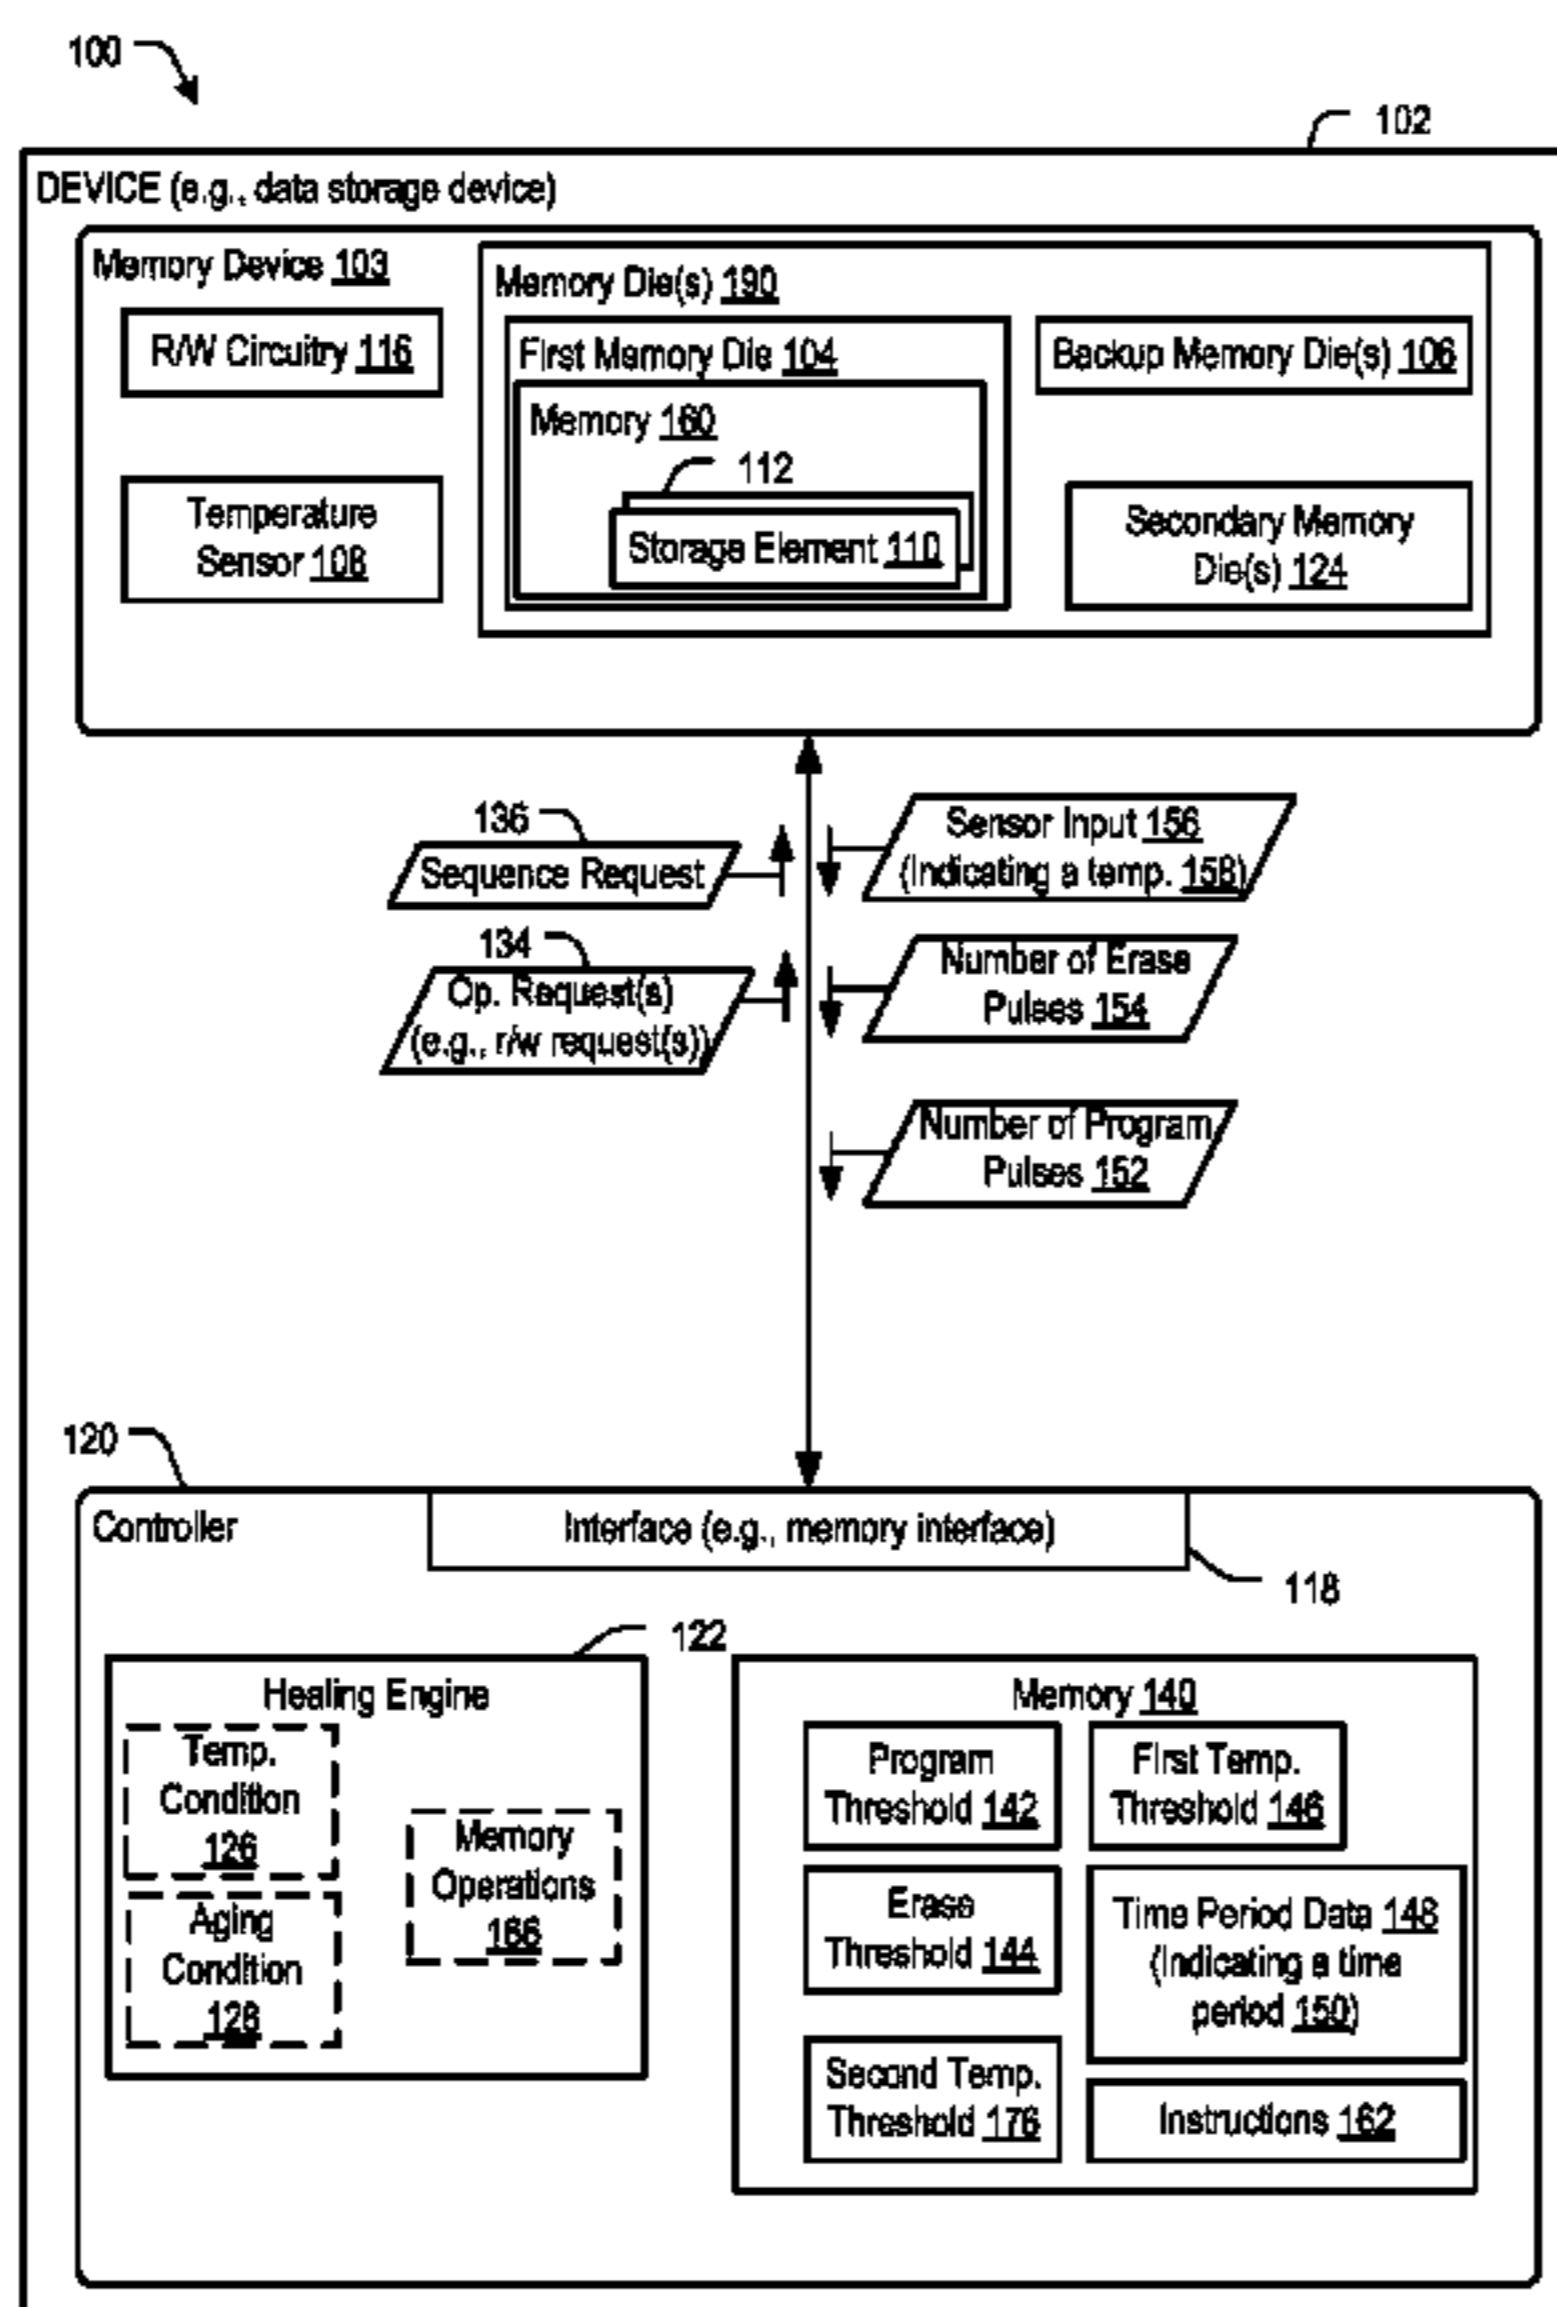 100
102
DEVICE (e.g., data storage device)
Memory Device 103
R/W Circuitry 116
Temperature
Sensor 108
Memory Die(s) 190
First Memory Die 104
Memory 160
112
Storage Element 110
Backup Memory Die(s) 106
Secondary Memory
Die(s) 124
136
Sequence Request
134
Op. Request(s)
(e.g., r/w request(s))
Sensor Input 156
(Indicating a temp. 158)
Number of Erase
Pulses 154
Number of Program
Pulses 152
120
Controller
Interface (e.g., memory interface)
118
122
Healing Engine
Temp.
Condition
126
Aging
Condition
128
Memory
Operations
166
Memory 140
Program
Threshold 142
First Temp.
Threshold 146
Erase
Threshold 144
Time Period Data 148
(Indicating a time
period 150)
Second Temp.
Threshold 176
Instructions 162